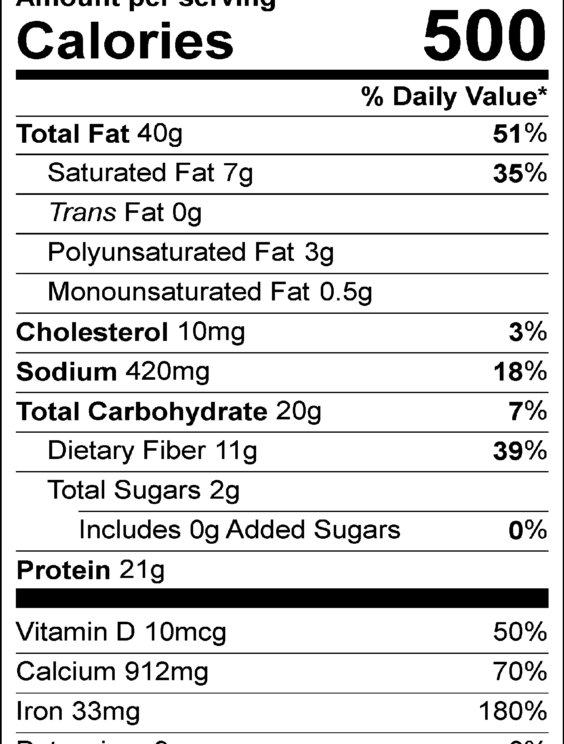 Amount per serving
Calories 500
% Daily Value*
Total Fat 40g 51%
Saturated Fat 7g 35%
Trans Fat 0g
Polyunsaturated Fat 3g
Monounsaturated Fat 0.5g
Cholesterol 10mg 3%
Sodium 420mg 18%
Total Carbohydrate 20g 7%
Dietary Fiber 11g 39%
Total Sugars 2g
Includes 0g Added Sugars 0%
Protein 21g
Vitamin D 10mcg 50%
Calcium 912mg 70%
Iron 33mg 180%